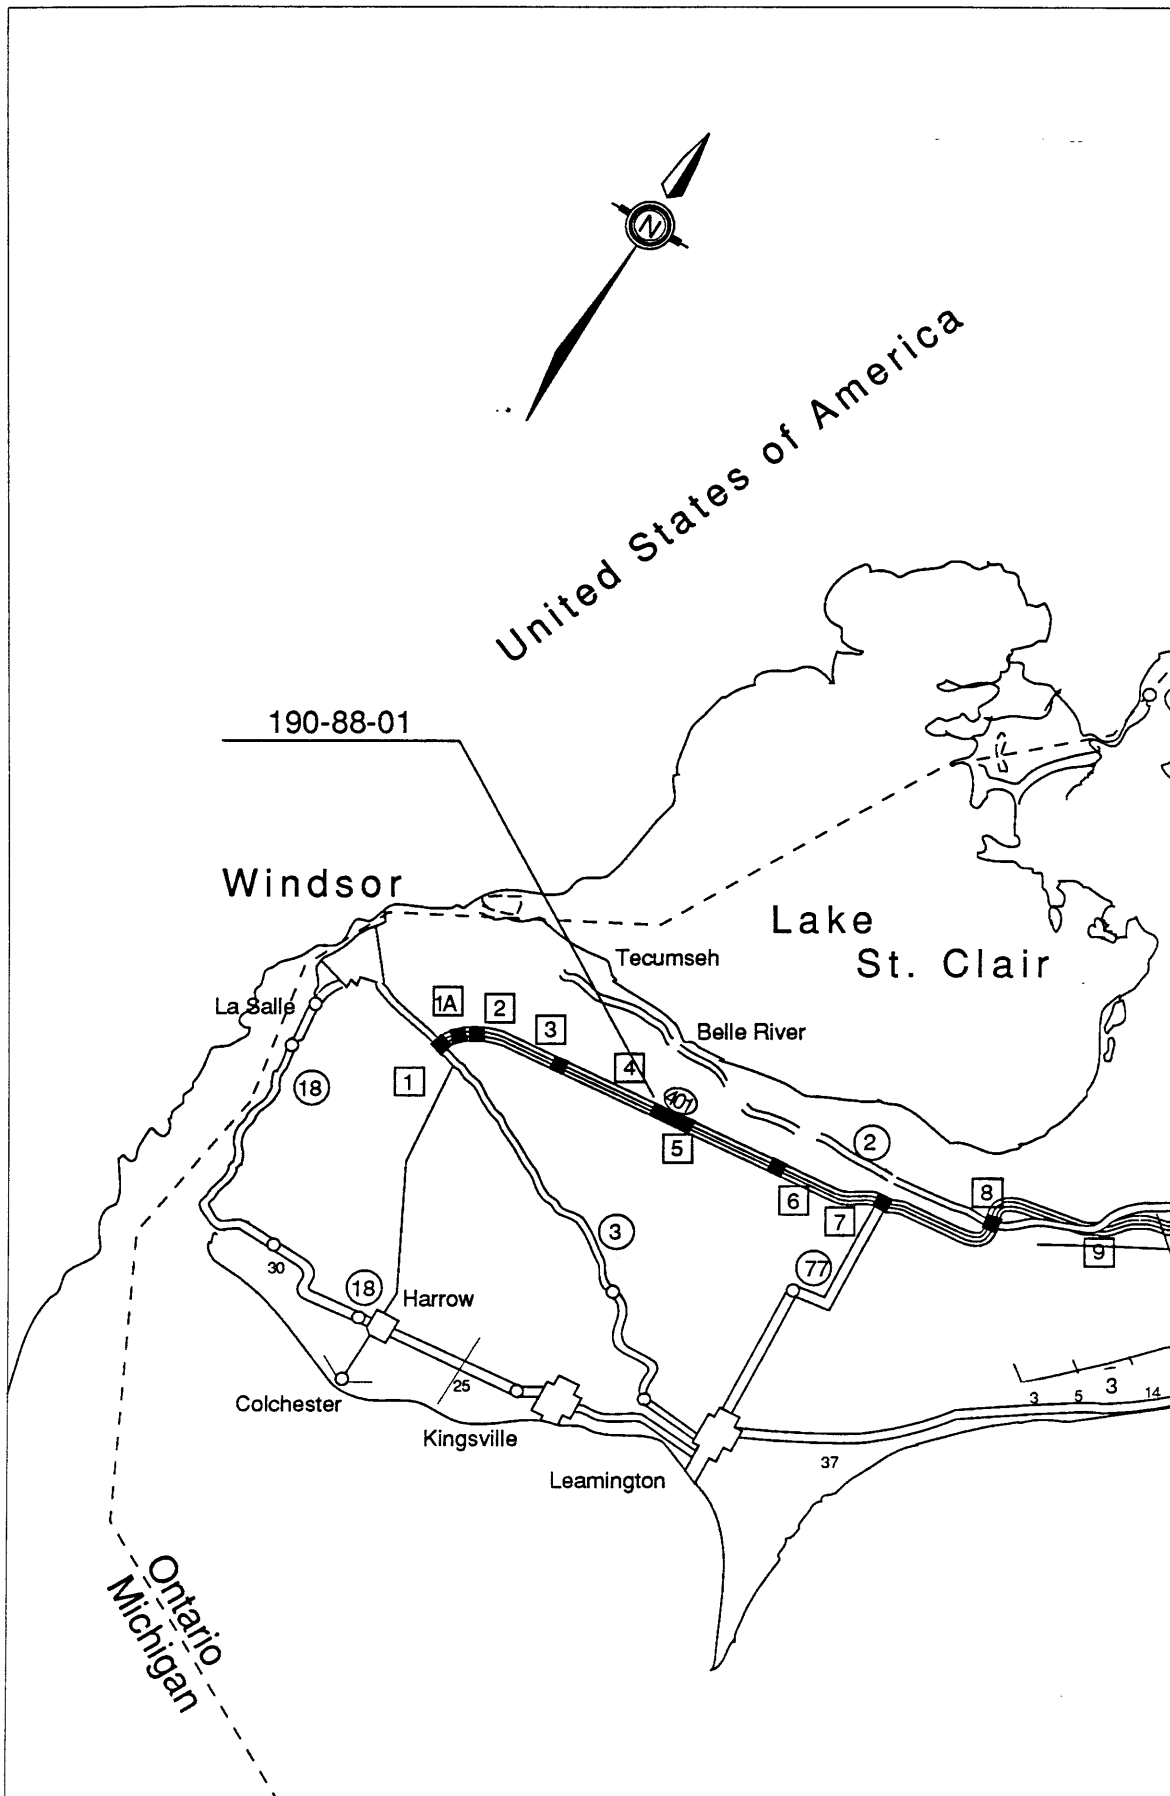 N
United States of America
190-88-01
Windsor
Lake
St. Clair
Tecumseh
La Salle
1A
2
3
Belle River
4
1
18
401
5
2
6
7
8
3
9
77
30
18
Harrow
25
3
5
3
14
Colchester
Kingsville
37
Leamington
Ontario
Michigan